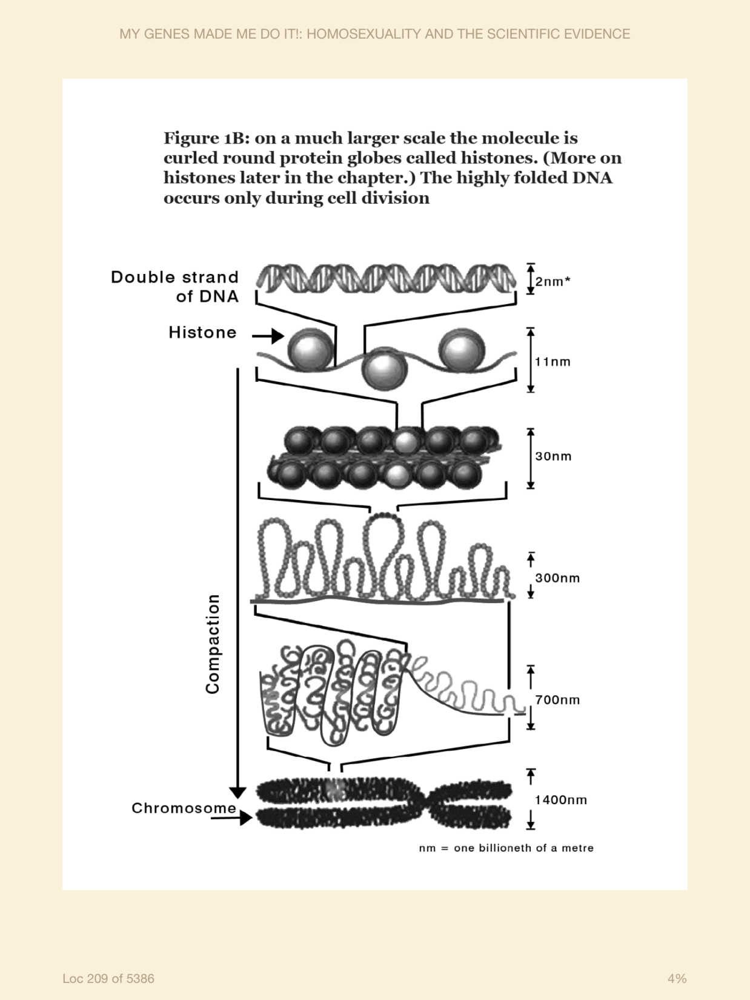 MY GENES MADE ME DO IT!: HOMOSEXUALITY AND THE SCIENTIFIC EVIDENCE
Figure 1B: on a much larger scale the molecule is
curled round protein globes called histones. (More on
histones later in the chapter.) The highly folded DNA
occurs only during cell division
Double strand
of DNA
2nm*
Histone
11nm
30nm
300nm
Compaction
700nm
Chromosome
1400nm
nm = one billioneth of a metre
Loc 209 of 5386
4%